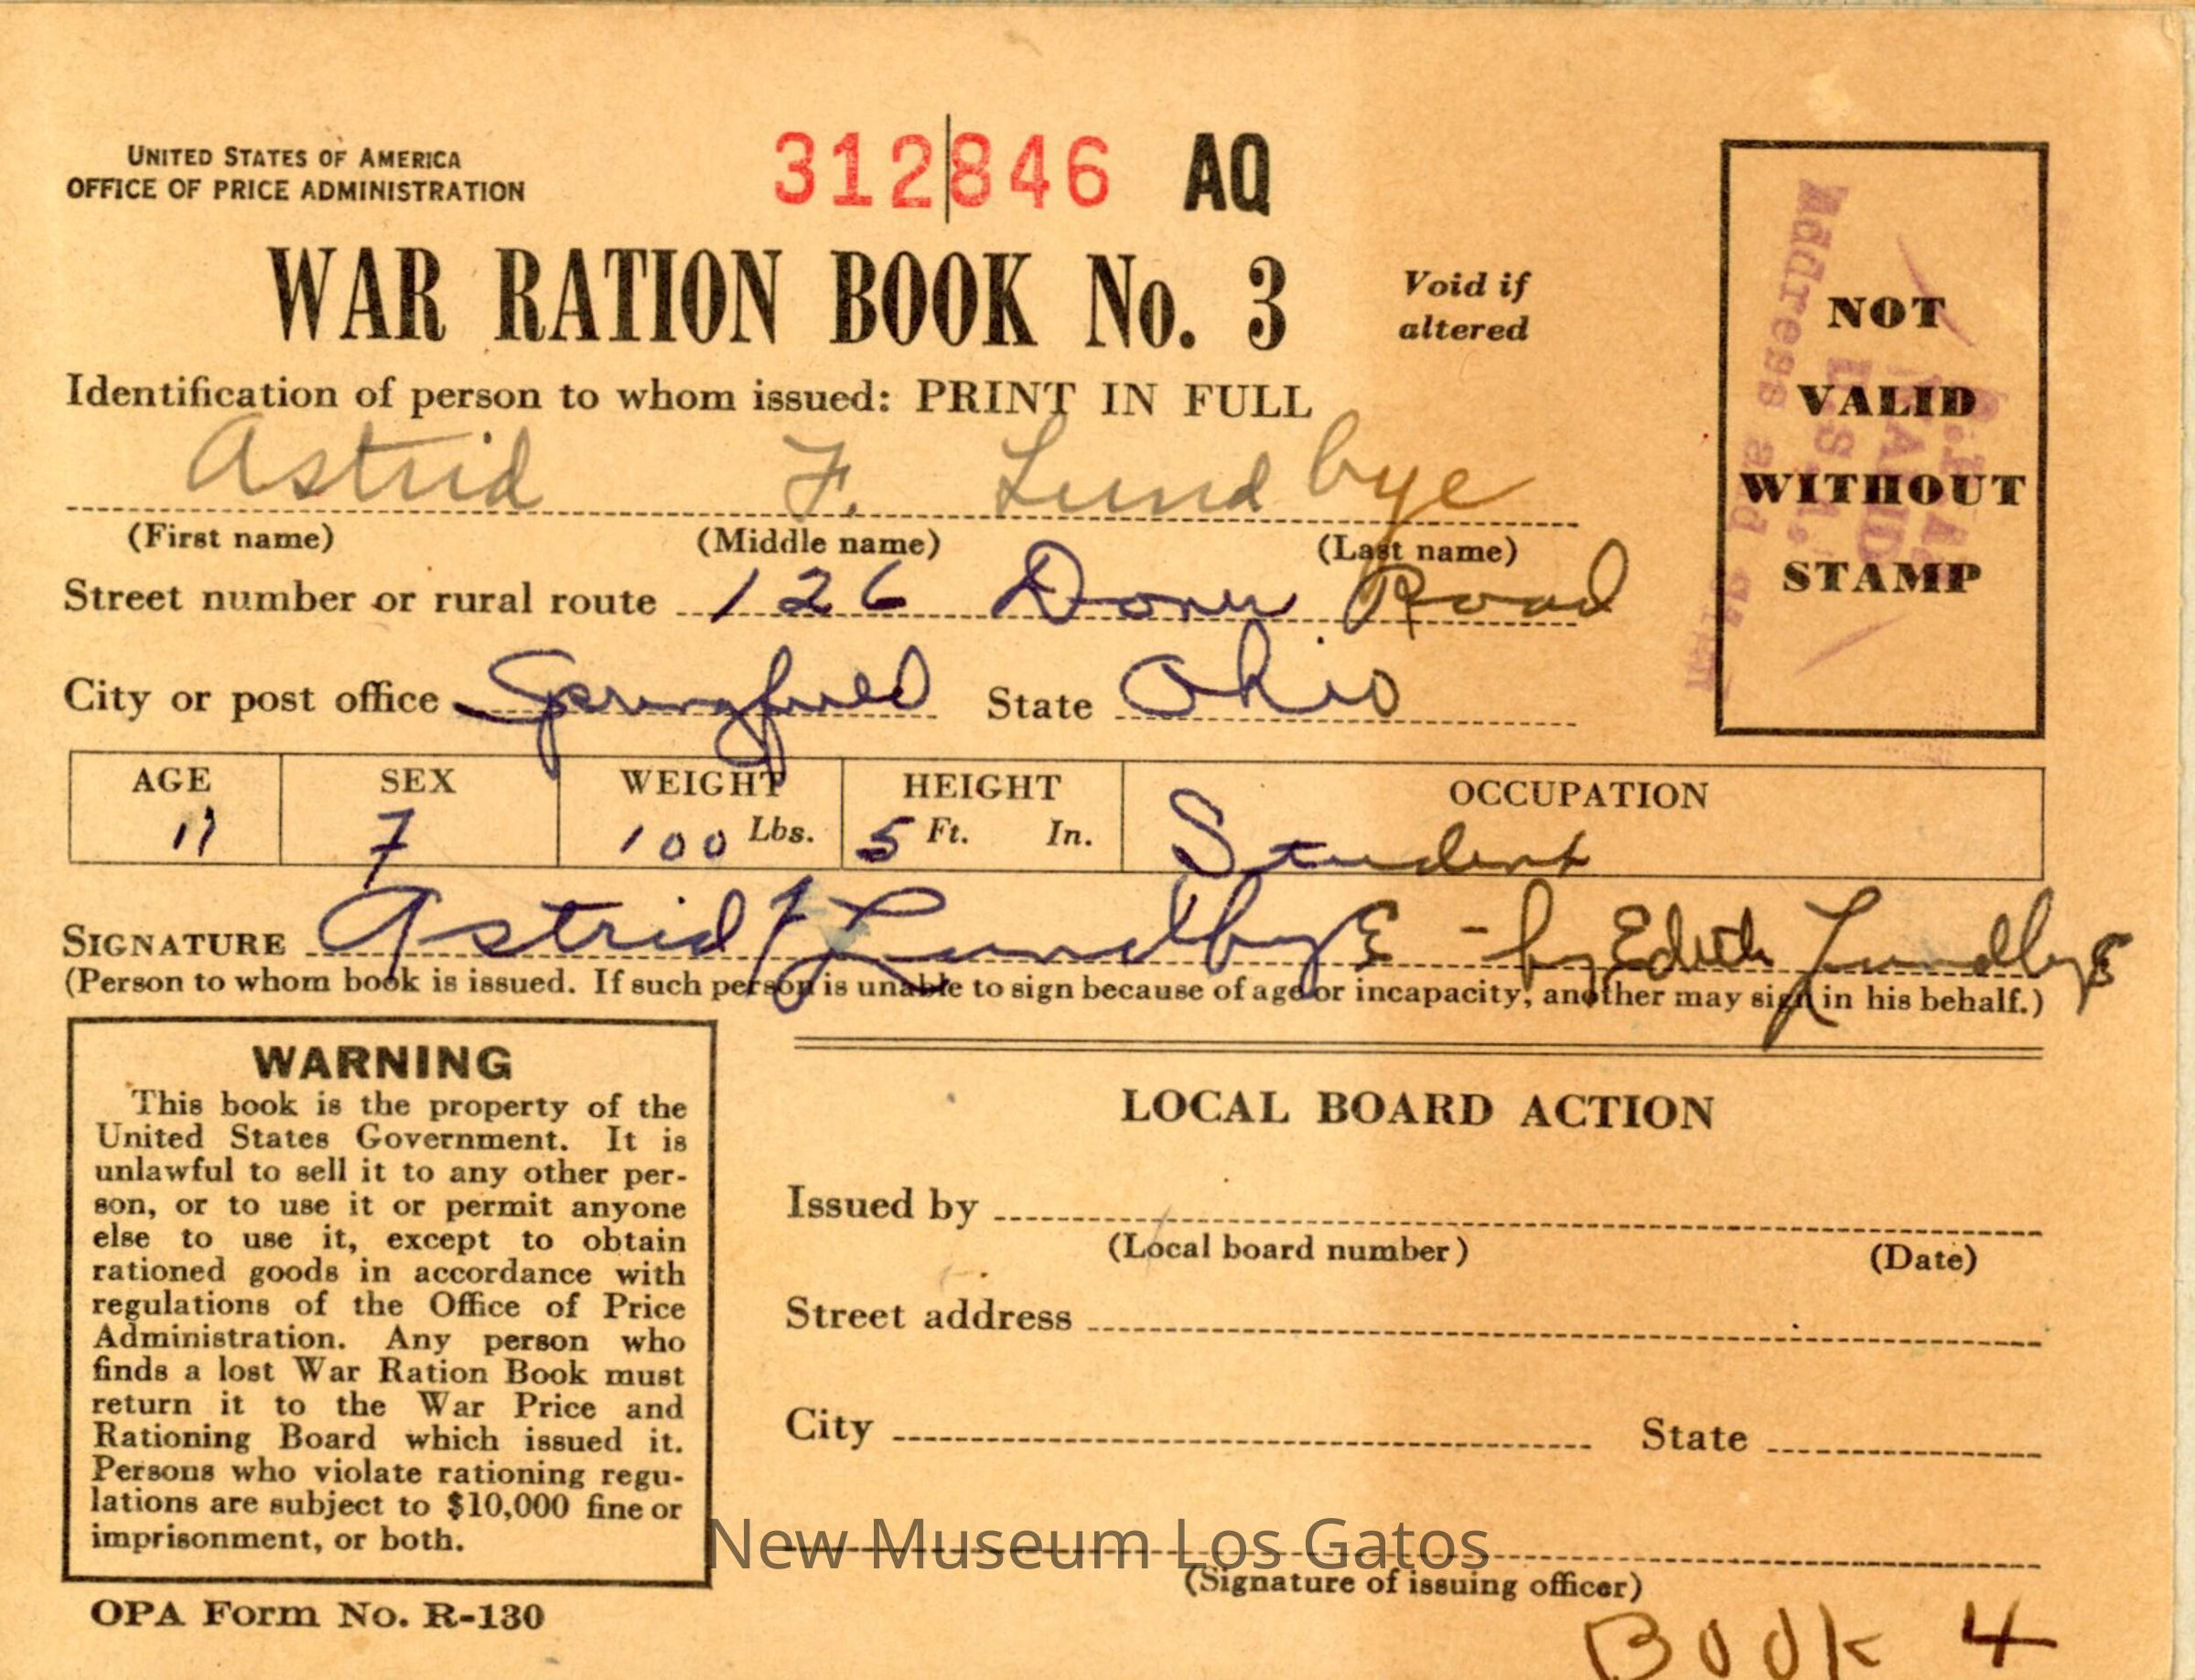 UNITED STATES OF AMERICA
OFFICE OF PRICE ADMINISTRATION
312846 AQ
WAR RATION BOOK No. 3
Void if
altered
NOT
VALID
WITHOUT
STAMP
Identification of person to whom issued: PRINT IN FULL
Astrid F. Lundbye
(First name) (Middle name) (Last name)
Street number or rural route 126 Road
City or post office Springfield State Ohio
AGE SEX WEIGHT HEIGHT OCCUPATION
11 F 100 Lbs. 5 Ft. In. Student
SIGNATURE Astrid F Lundbye - by Edith Lundbye
(Person to whom book is issued. If such person is unable to sign because of age or incapacity, another may sign in his behalf.)
WARNING
This book is the property of the
United States Government. It is
unlawful to sell it to any other per-
son, or to use it or permit anyone
else to use it, except to obtain
rationed goods in accordance with
regulations of the Office of Price
Administration. Any person who
finds a lost War Ration Book must
return it to the War Price and
Rationing Board which issued it.
Persons who violate rationing regu-
lations are subject to $10,000 fine or
imprisonment, or both.
OPA Form No. R-130
LOCAL BOARD ACTION
Issued by
(Local board number) (Date)
Street address
City State
New Museum Los Gatos
(Signature of issuing officer)
Book 4